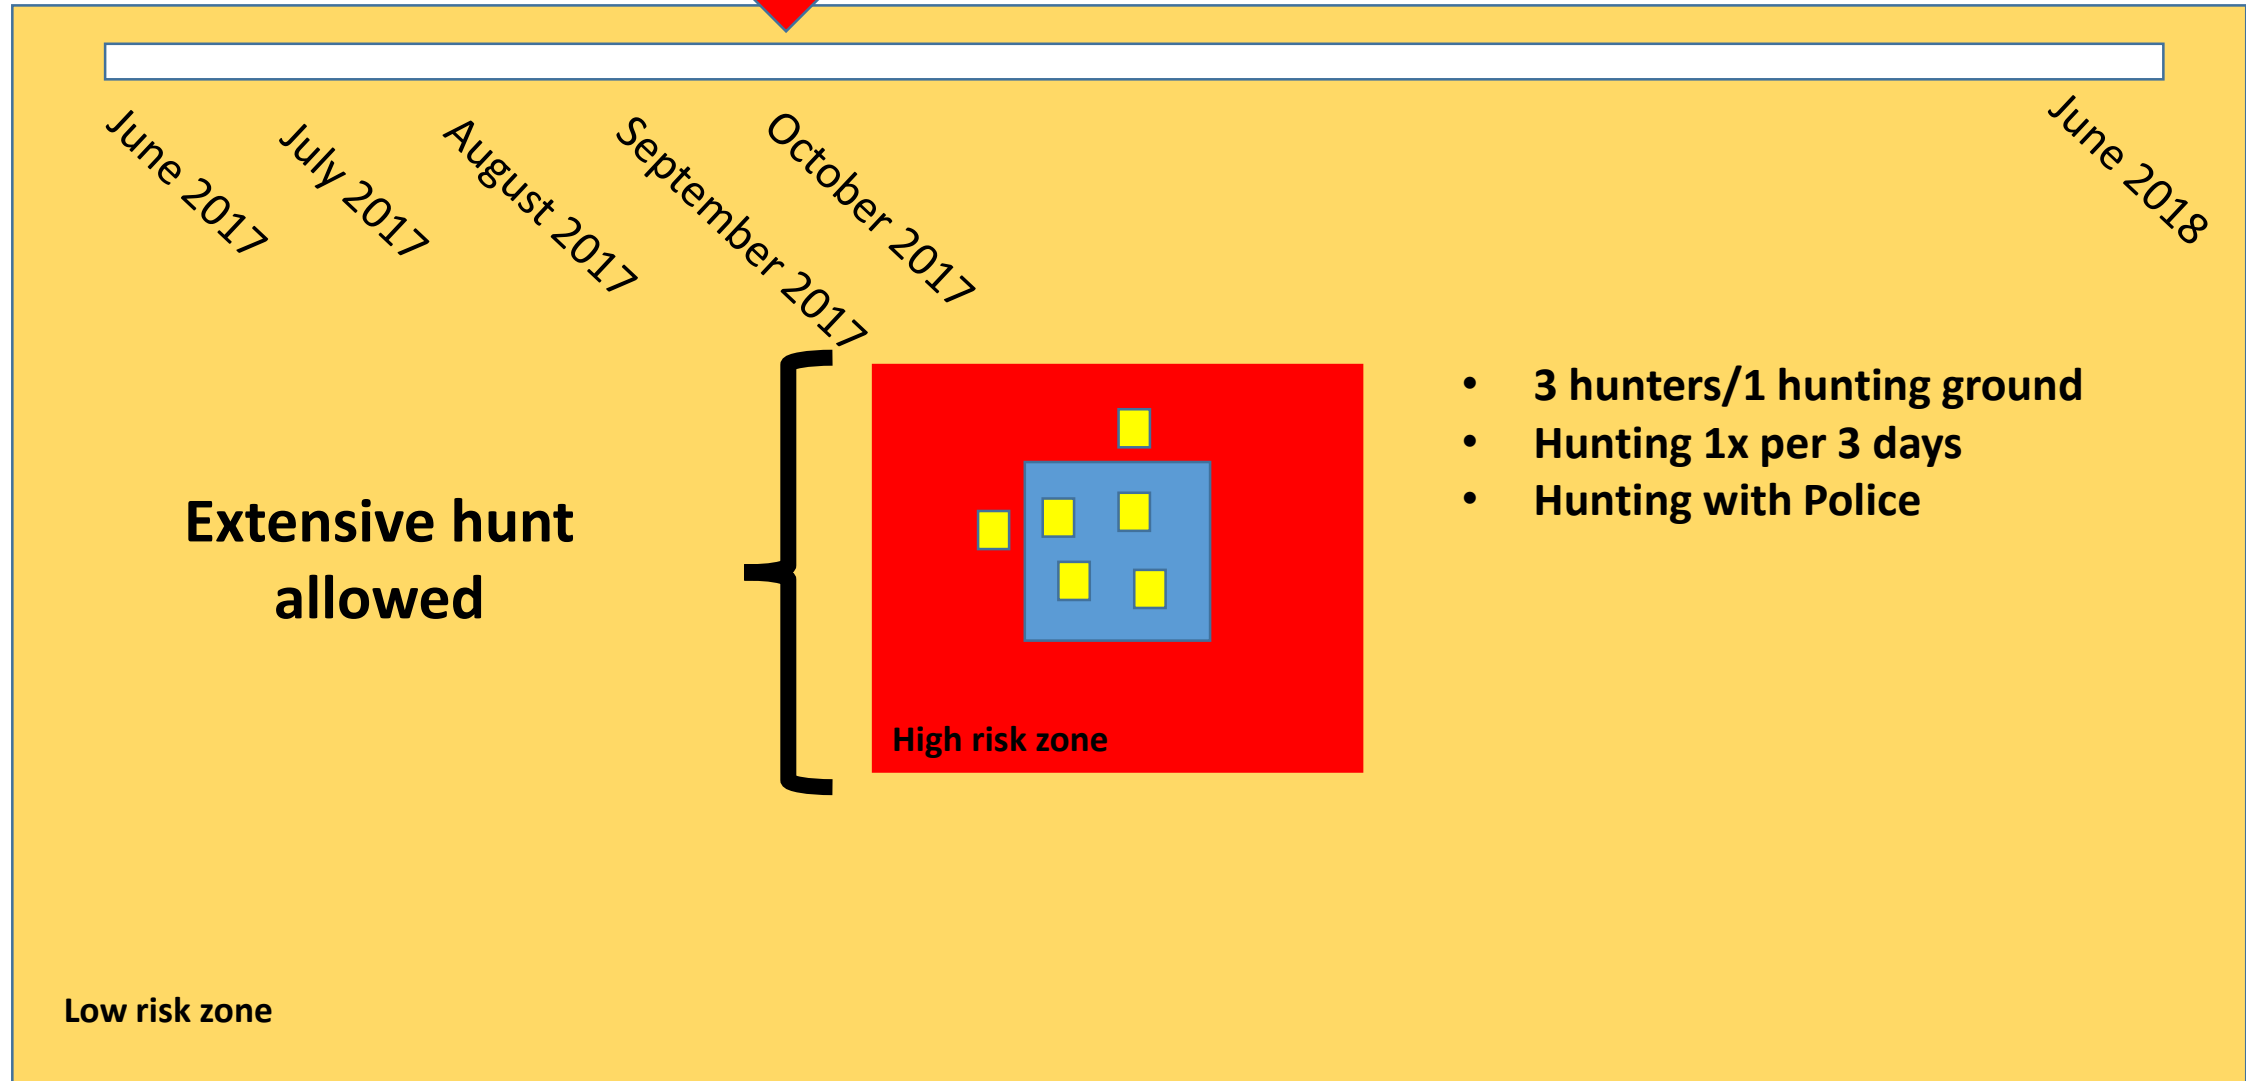 June 2017
July 2017
August 2017
September 2017
October 2017
June 2018
Extensive hunt
allowed
High risk zone
• 3 hunters/1 hunting ground
• Hunting 1x per 3 days
• Hunting with Police
Low risk zone